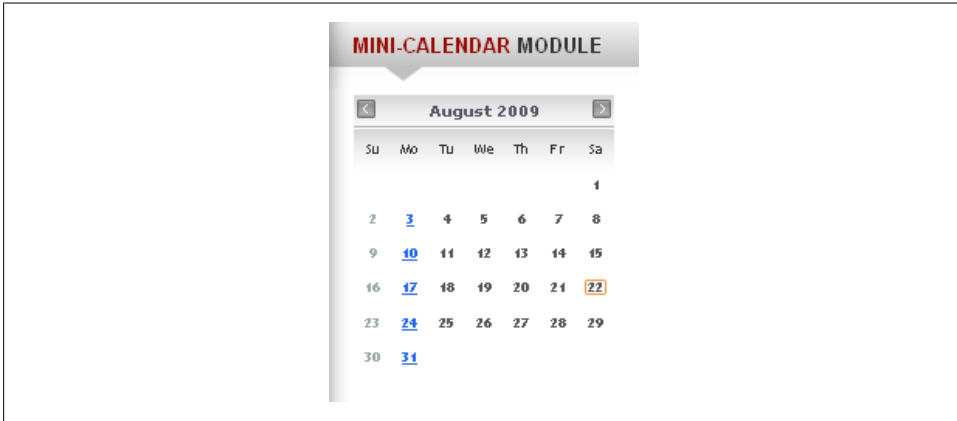 MINI-CALENDAR MODULE
August 2009
Su Mo Tu We Th Fr Sa
1
2 3 4 5 6 7 8
9 10 11 12 13 14 15
16 17 18 19 20 21 22
23 24 25 26 27 28 29
30 31